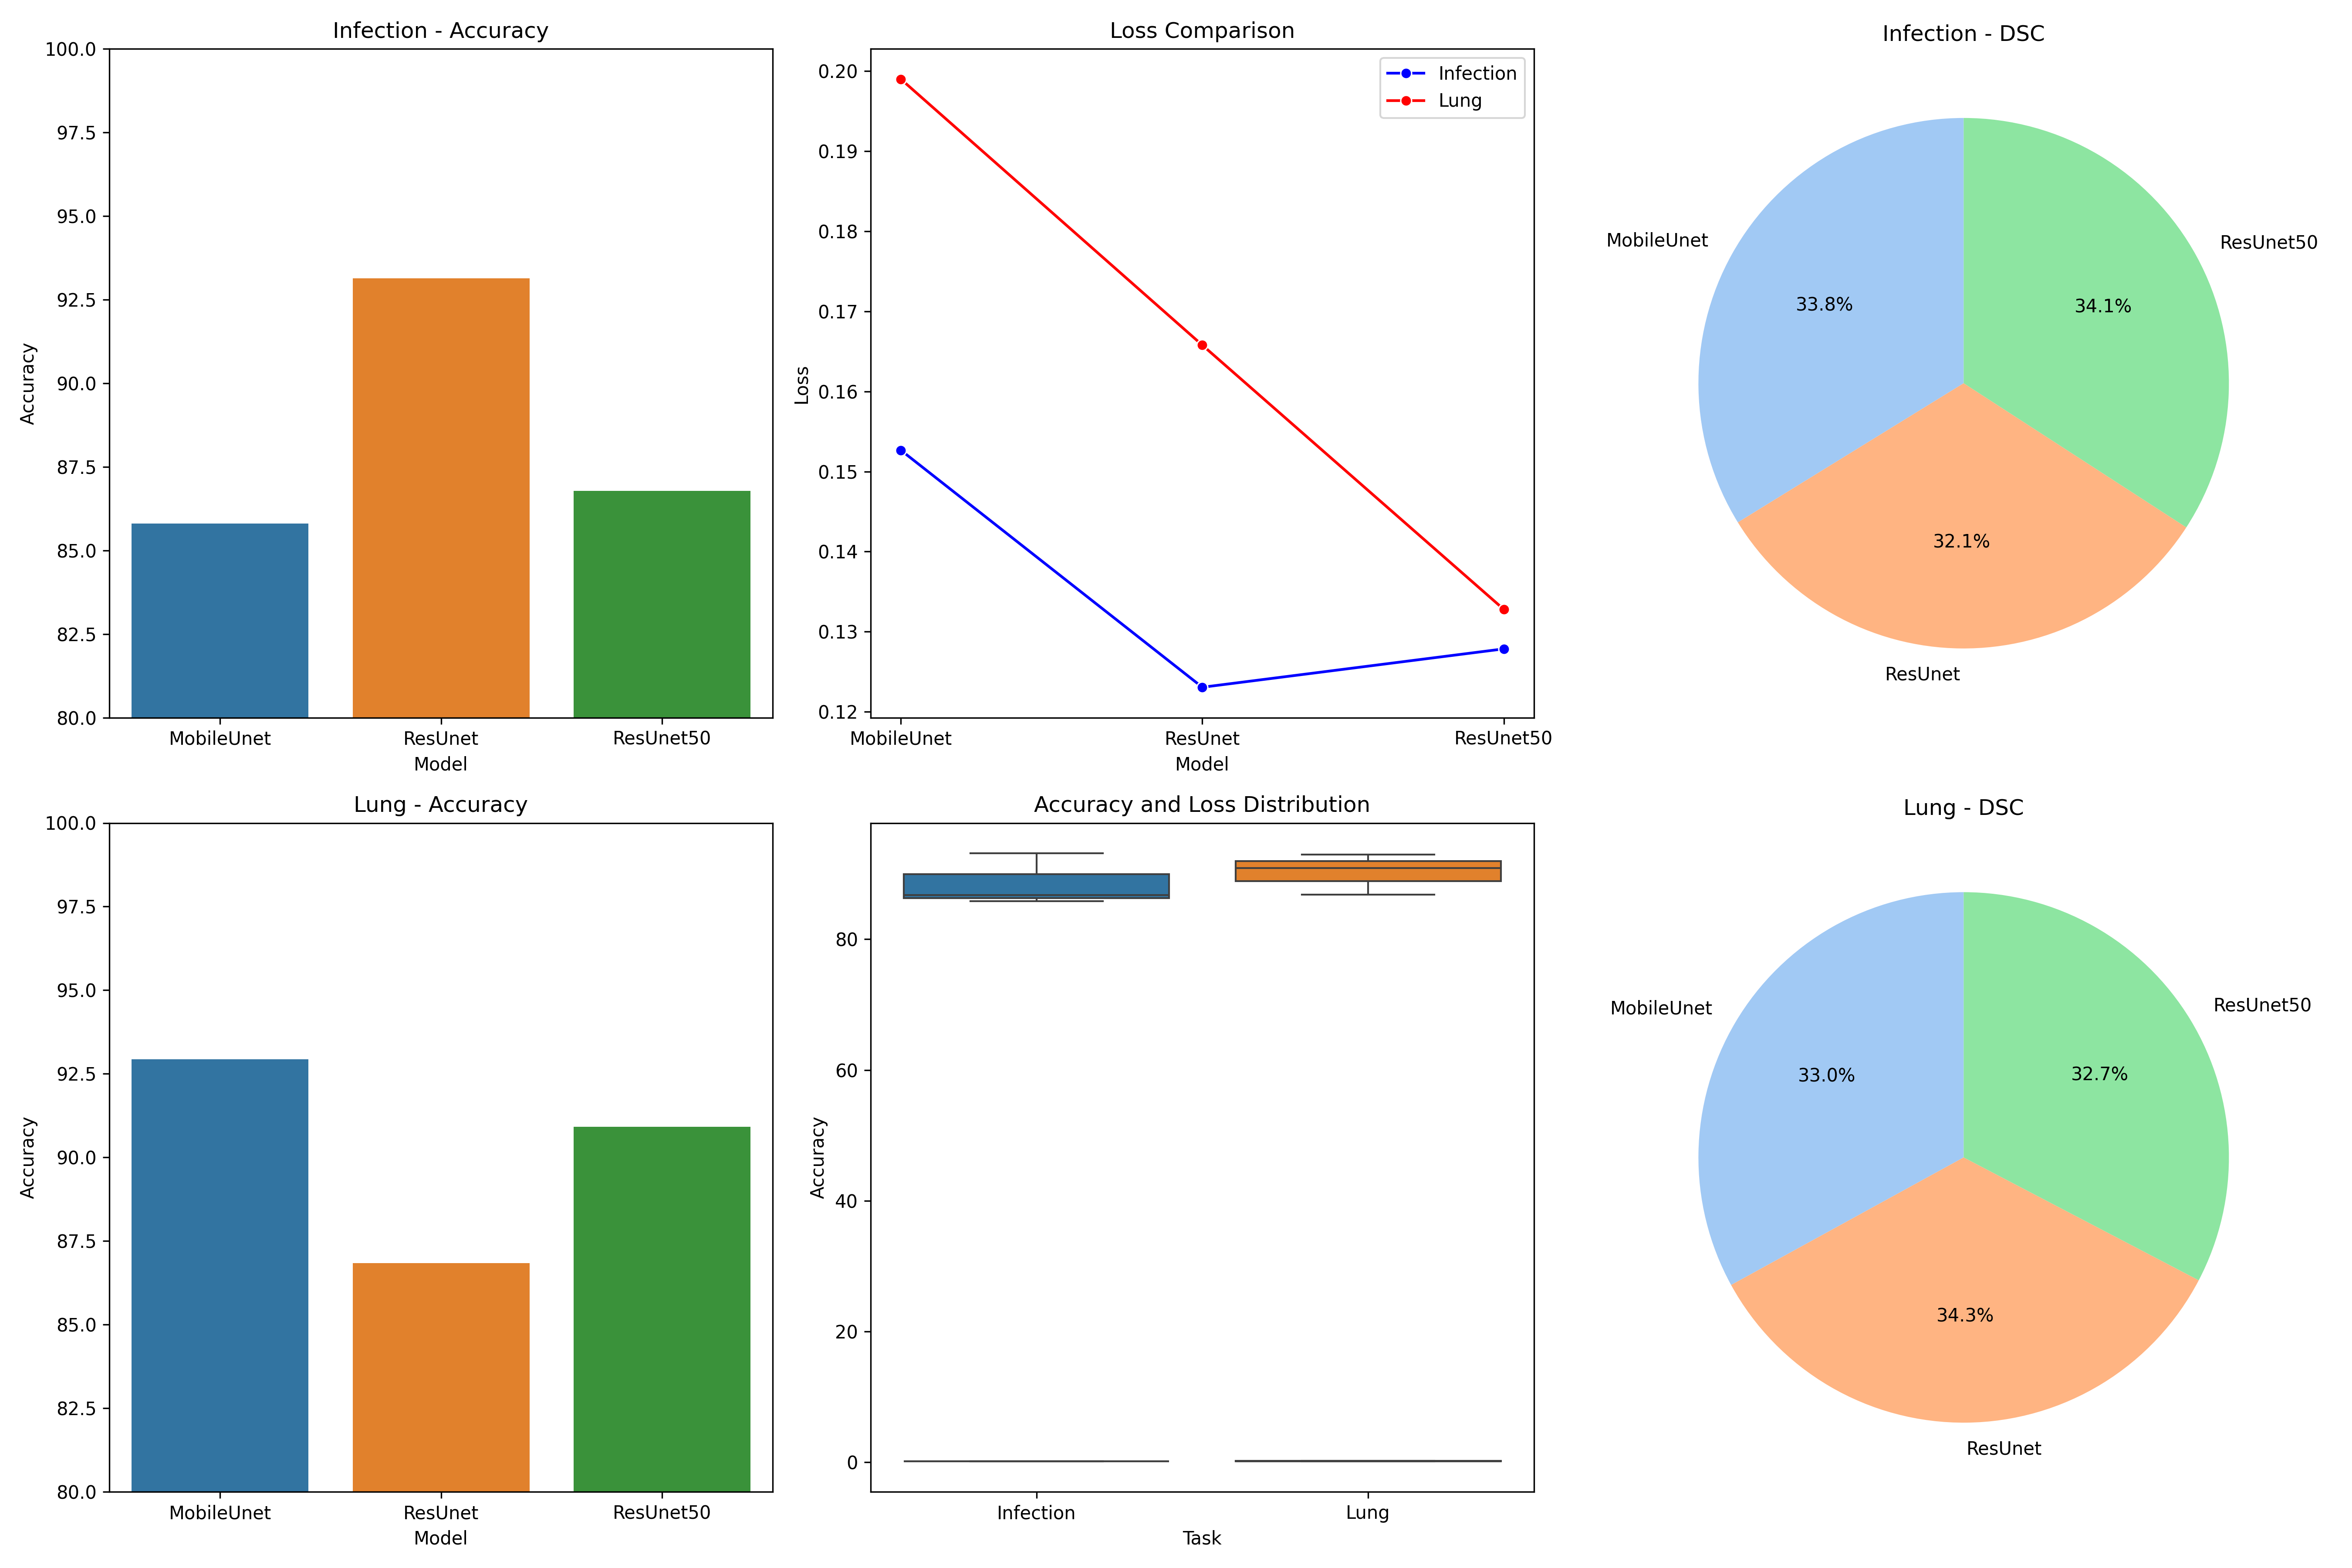 Infection - Accuracy
100.0
97.5
95.0
92.5
90.0
87.5
85.0
82.5
80.0
Accuracy
MobileUnet ResUnet ResUnet50
Model
Loss Comparison
Infection
Lung
0.20
0.19
0.18
0.17
0.16
0.15
0.14
0.13
0.12
Loss
MobileUnet ResUnet ResUnet50
Model
Infection - DSC
MobileUnet
33.8%
ResUnet50
34.1%
32.1%
ResUnet
Lung - Accuracy
100.0
97.5
95.0
92.5
90.0
87.5
85.0
82.5
80.0
Accuracy
MobileUnet ResUnet ResUnet50
Model
Accuracy and Loss Distribution
80
60
40
20
0
Accuracy
Infection Lung
Task
Lung - DSC
MobileUnet
33.0%
ResUnet50
32.7%
34.3%
ResUnet